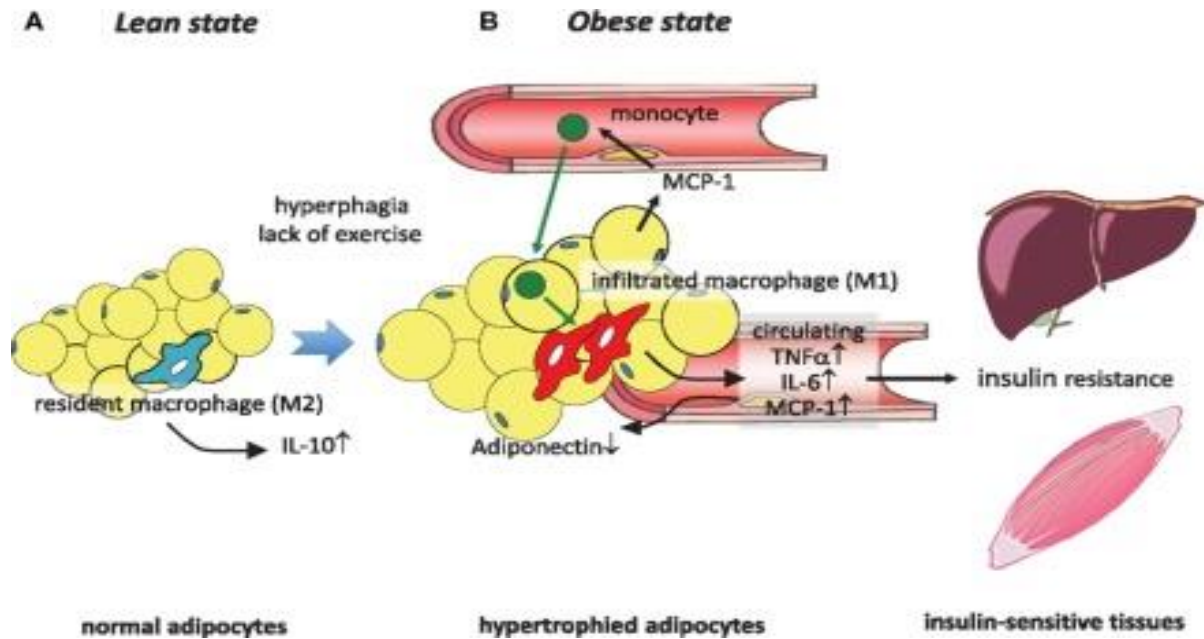 A
Lean state
B
Obese state
monocyte
MCP-1
hyperphagia
lack of exercise
infiltrated macrophage (M1)
circulating
TNFα↑
IL-6↑
MCP-1↑
insulin resistance
resident macrophage (M2)
IL-10↑
Adiponectin↓
normal adipocytes
hypertrophied adipocytes
insulin-sensitive tissues